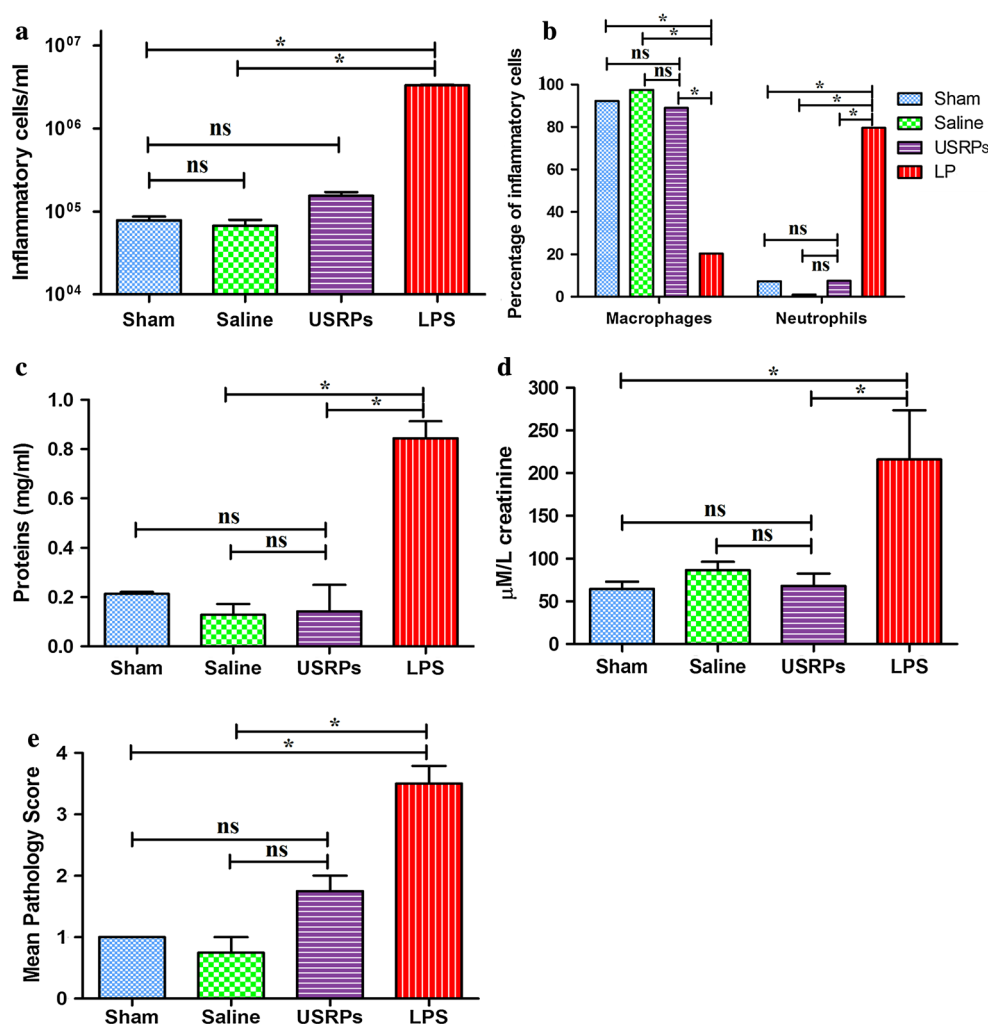 a
Inflammatory cells/ml
10^07
10^06
10^05
10^04
*
*
ns
ns
Sham Saline USRPs LPS
b
Percentage of inflammatory cells
100
80
60
40
20
0
*
*
ns
ns
*
*
*
*
ns
ns
Macrophages Neutrophils
Sham
Saline
USRPs
LP
c
Proteins (mg/ml)
1.0
0.8
0.6
0.4
0.2
0.0
*
*
ns
ns
Sham Saline USRPs LPS
d
µM/L creatinine
300
250
200
150
100
50
0
*
*
ns
ns
Sham Saline USRPs LPS
e
Mean Pathology Score
4
3
2
1
0
*
*
ns
ns
Sham Saline USRPs LPS